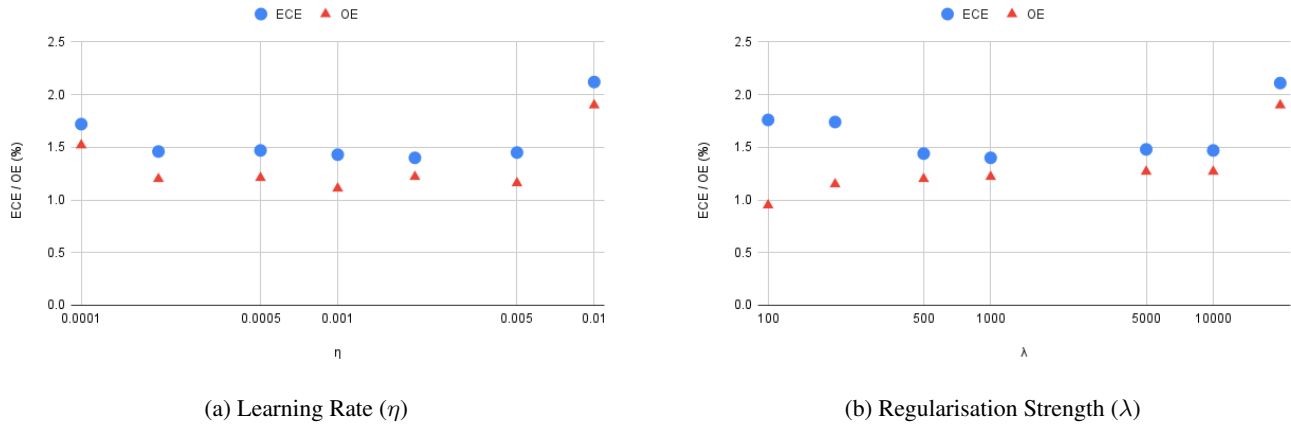 ECE OE
2.5
2.0
1.5
1.0
0.5
0.0
ECE / OE (%)
0.0001 0.0005 0.001 0.005 0.01
η
(a) Learning Rate (η)
ECE OE
2.5
2.0
1.5
1.0
0.5
0.0
ECE / OE (%)
100 500 1000 5000 10000
λ
(b) Regularisation Strength (λ)